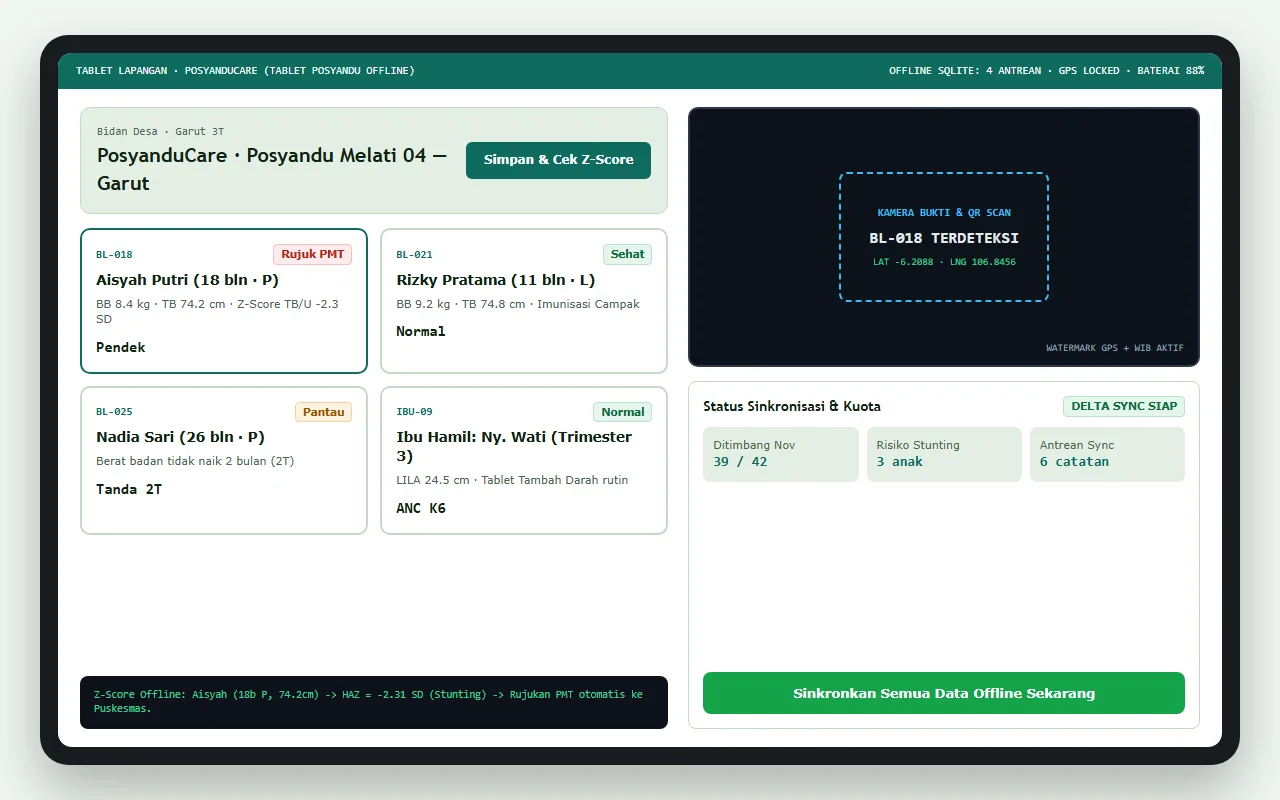 TABLET LAPANGAN · POSYANDUCARE (TABLET POSYANDU OFFLINE)
OFFLINE SQLITE: 4 ANTREAN · GPS LOCKED · BATERAI 88%
Bidan Desa · Garut 3T
PosyanduCare · Posyandu Melati 04 —
Garut
Simpan & Cek Z-Score
BL-018
Rujuk PMT
Aisyah Putri (18 bln · P)
BB 8.4 kg · TB 74.2 cm · Z-Score TB/U -2.3
SD
Pendek
BL-021
Sehat
Rizky Pratama (11 bln · L)
BB 9.2 kg · TB 74.8 cm · Imunisasi Campak
Normal
BL-025
Pantau
Nadia Sari (26 bln · P)
Berat badan tidak naik 2 bulan (2T)
Tanda 2T
IBU-09
Normal
Ibu Hamil: Ny. Wati (Trimester
3)
LILA 24.5 cm · Tablet Tambah Darah rutin
ANC K6
Z-Score Offline: Aisyah (18b P, 74.2cm) -> HAZ = -2.31 SD (Stunting) -> Rujukan PMT otomatis ke
Puskesmas.
KAMERA BUKTI & QR SCAN
BL-018 TERDETEKSI
LAT -6.2088 · LNG 106.8456
WATERMARK GPS + WIB AKTIF
Status Sinkronisasi & Kuota
DELTA SYNC SIAP
Ditimbang Nov
39 / 42
Risiko Stunting
3 anak
Antrean Sync
6 catatan
Sinkronkan Semua Data Offline Sekarang